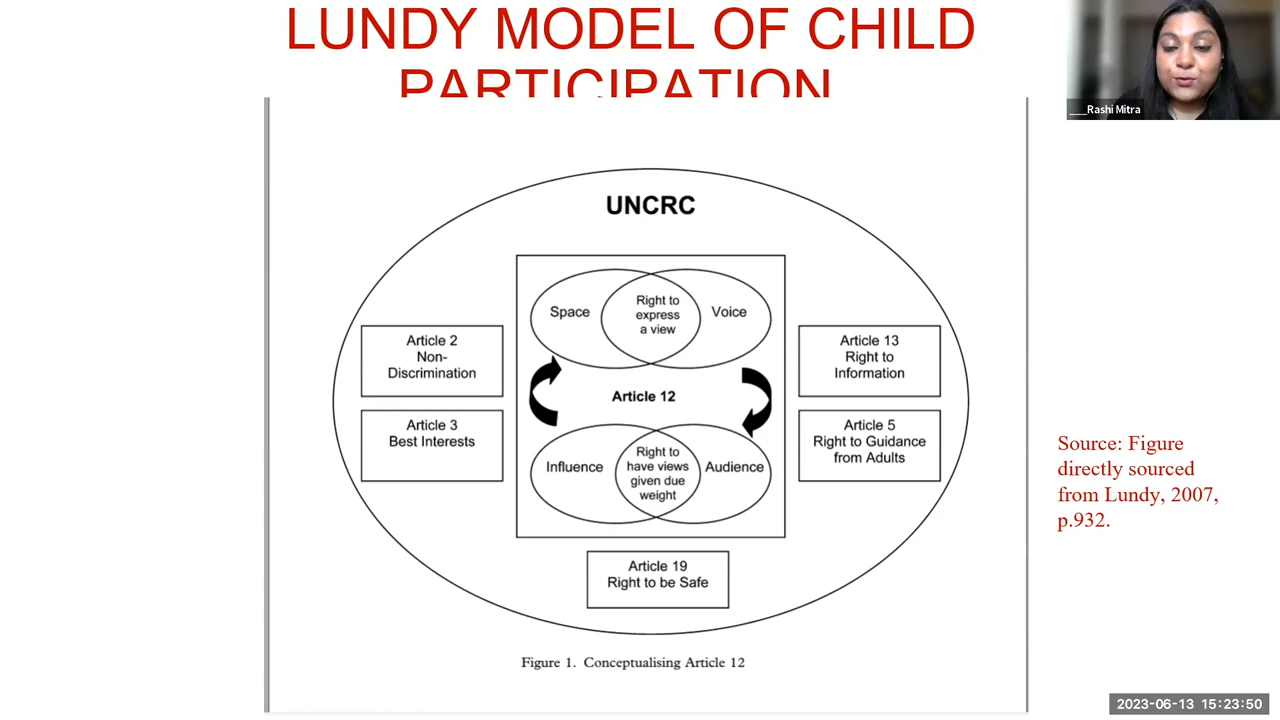 LUNDY MODEL OF CHILD
PARTICIPATION
___Rashi Mitra
UNCRC
Space
Right to
express
a view
Voice
Article 2
Non-
Discrimination
Article 13
Right to
Information
Article 12
Article 3
Best Interests
Article 5
Right to Guidance
from Adults
Influence
Right to
have views
given due
weight
Audience
Article 19
Right to be Safe
Figure 1. Conceptualising Article 12
Source: Figure
directly sourced
from Lundy, 2007,
p.932.
2023-06-13 15:23:50